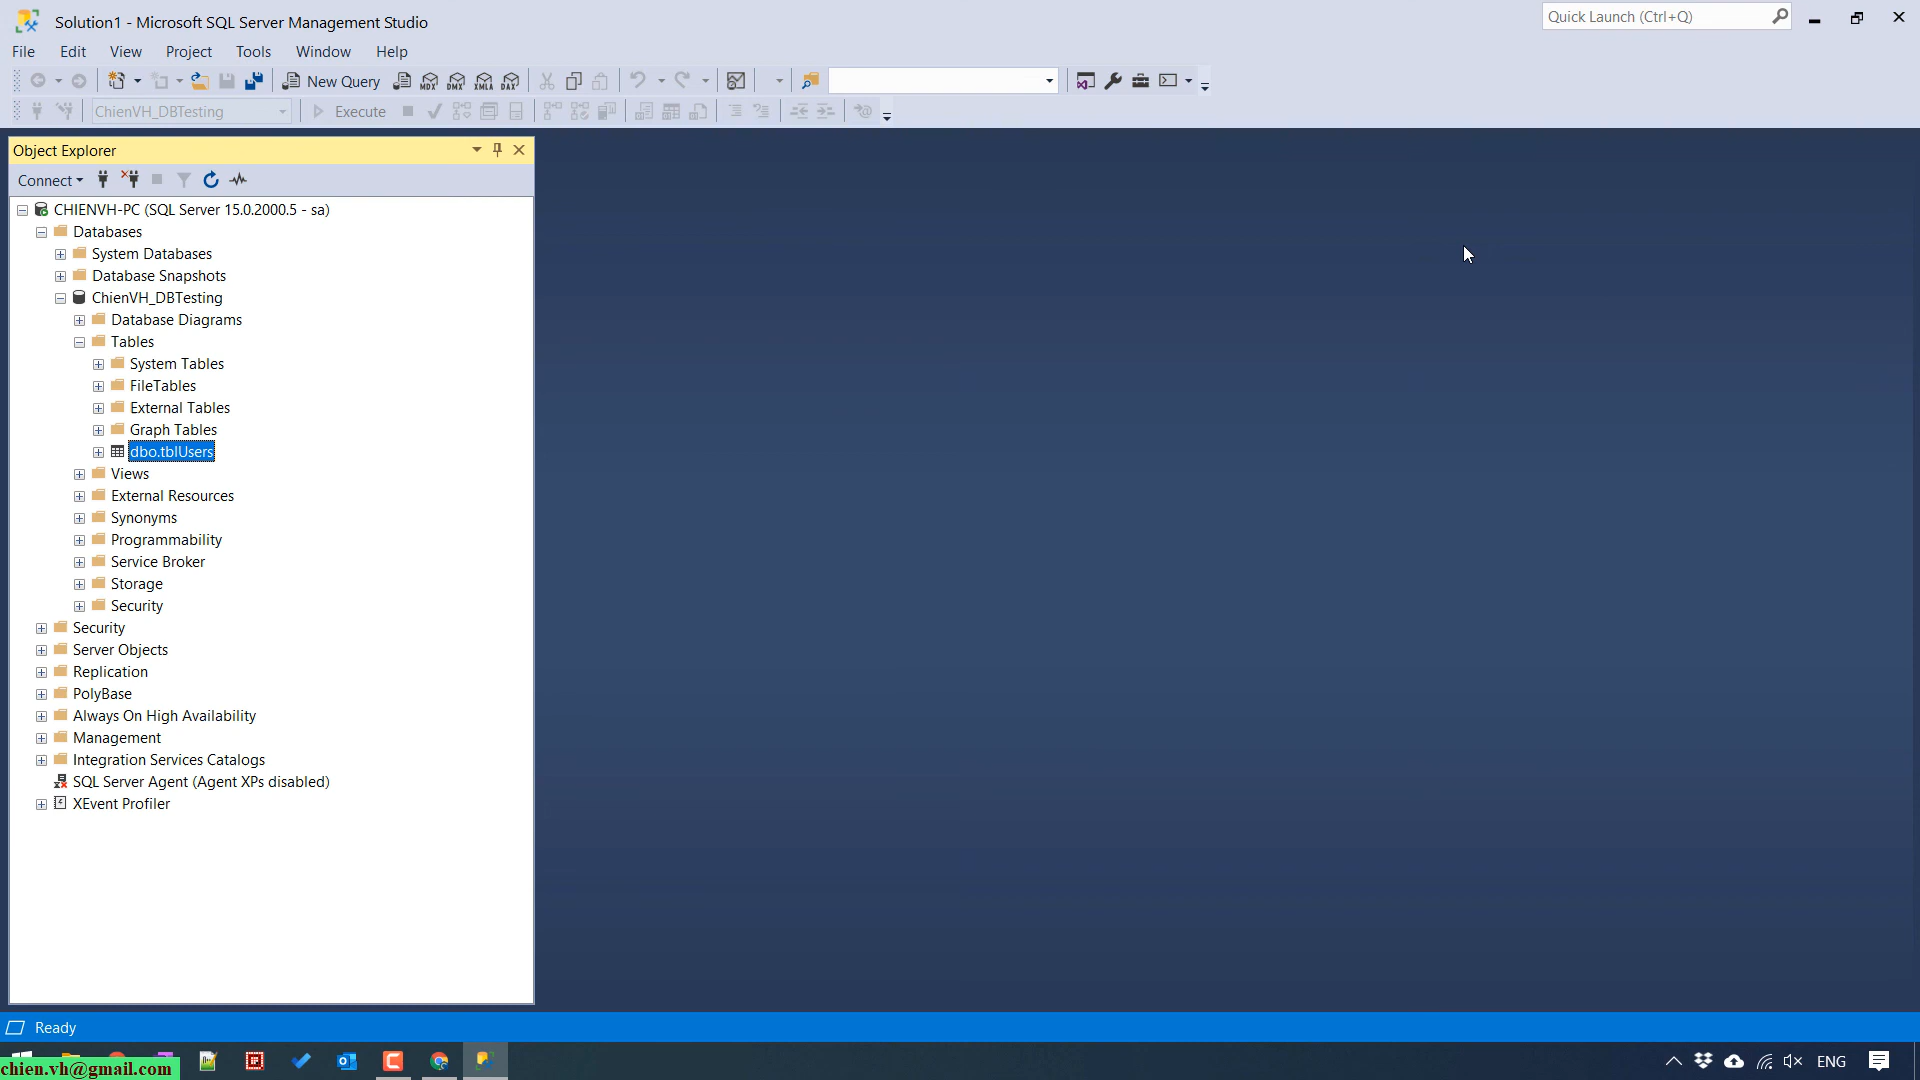 Solution1 - Microsoft SQL Server Management Studio
Quick Launch (Ctrl+Q)
File Edit View Project Tools Window Help
New Query MDX DMX XMLA DAX
ChienVH_DBTesting Execute
Object Explorer
Connect
CHIENVH-PC (SQL Server 15.0.2000.5 - sa)
Databases
System Databases
Database Snapshots
ChienVH_DBTesting
Database Diagrams
Tables
System Tables
FileTables
External Tables
Graph Tables
dbo.tblUsers
Views
External Resources
Synonyms
Programmability
Service Broker
Storage
Security
Security
Server Objects
Replication
PolyBase
Always On High Availability
Management
Integration Services Catalogs
SQL Server Agent (Agent XPs disabled)
XEvent Profiler
Ready
chien.vh@gmail.com
ENG